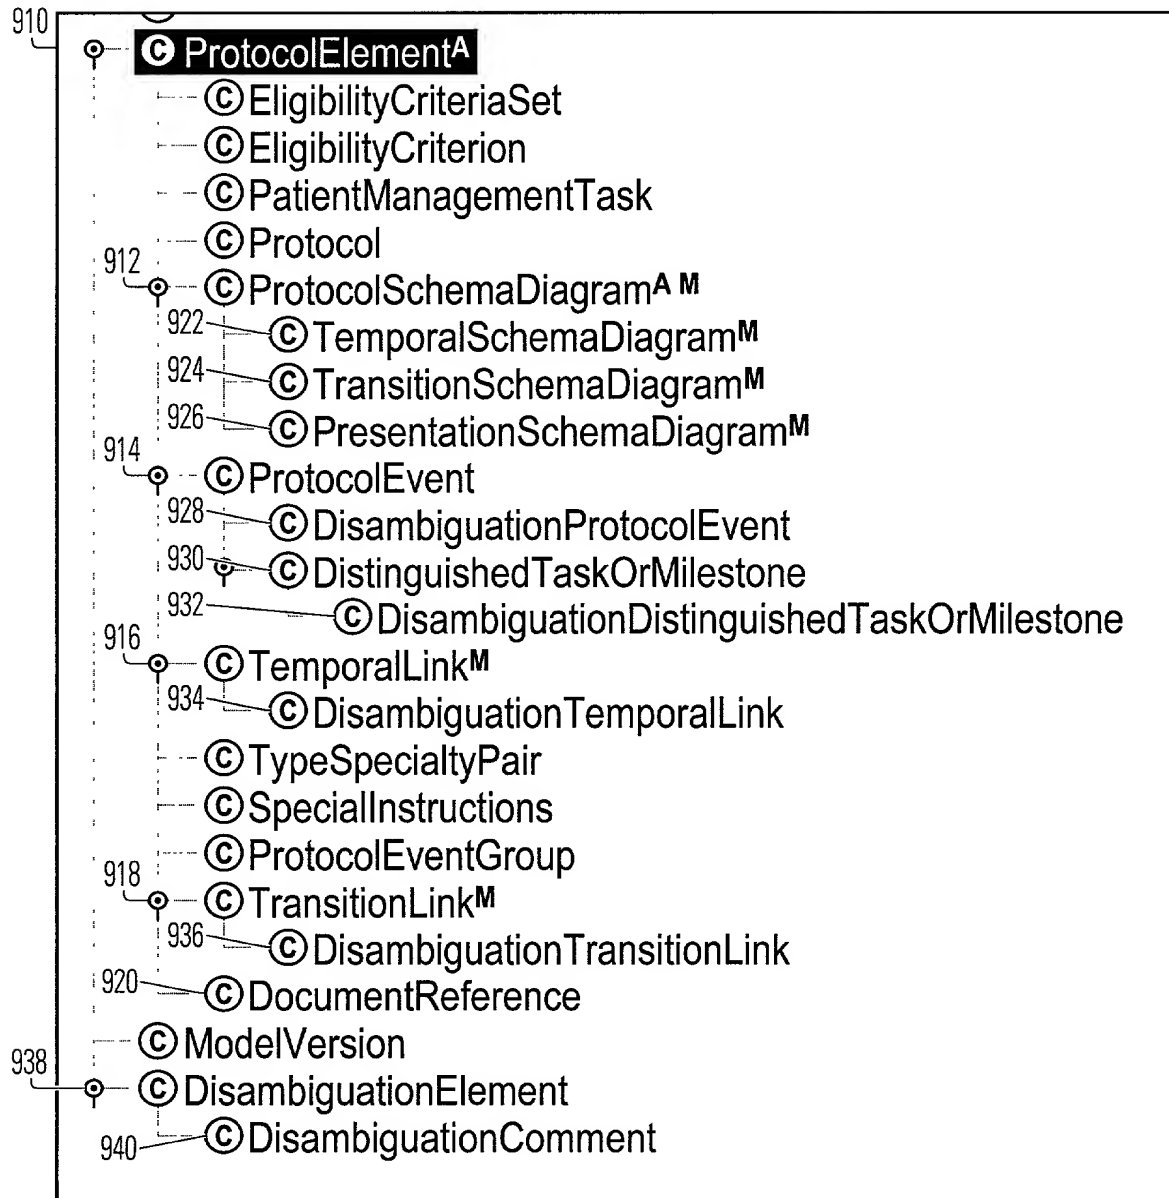 910
Ⓒ ProtocolElementA
Ⓒ EligibilityCriteriaSet
Ⓒ EligibilityCriterion
Ⓒ PatientManagementTask
Ⓒ Protocol
912 Ⓒ ProtocolSchemaDiagramA M
922 Ⓒ TemporalSchemaDiagramM
924 Ⓒ TransitionSchemaDiagramM
926 Ⓒ PresentationSchemaDiagramM
914 Ⓒ ProtocolEvent
928 Ⓒ DisambiguationProtocolEvent
930 Ⓒ DistinguishedTaskOrMilestone
932 Ⓒ DisambiguationDistinguishedTaskOrMilestone
916 Ⓒ TemporalLinkM
934 Ⓒ DisambiguationTemporalLink
Ⓒ TypeSpecialtyPair
Ⓒ SpecialInstructions
Ⓒ ProtocolEventGroup
918 Ⓒ TransitionLinkM
936 Ⓒ DisambiguationTransitionLink
920 Ⓒ DocumentReference
Ⓒ ModelVersion
938 Ⓒ DisambiguationElement
940 Ⓒ DisambiguationComment